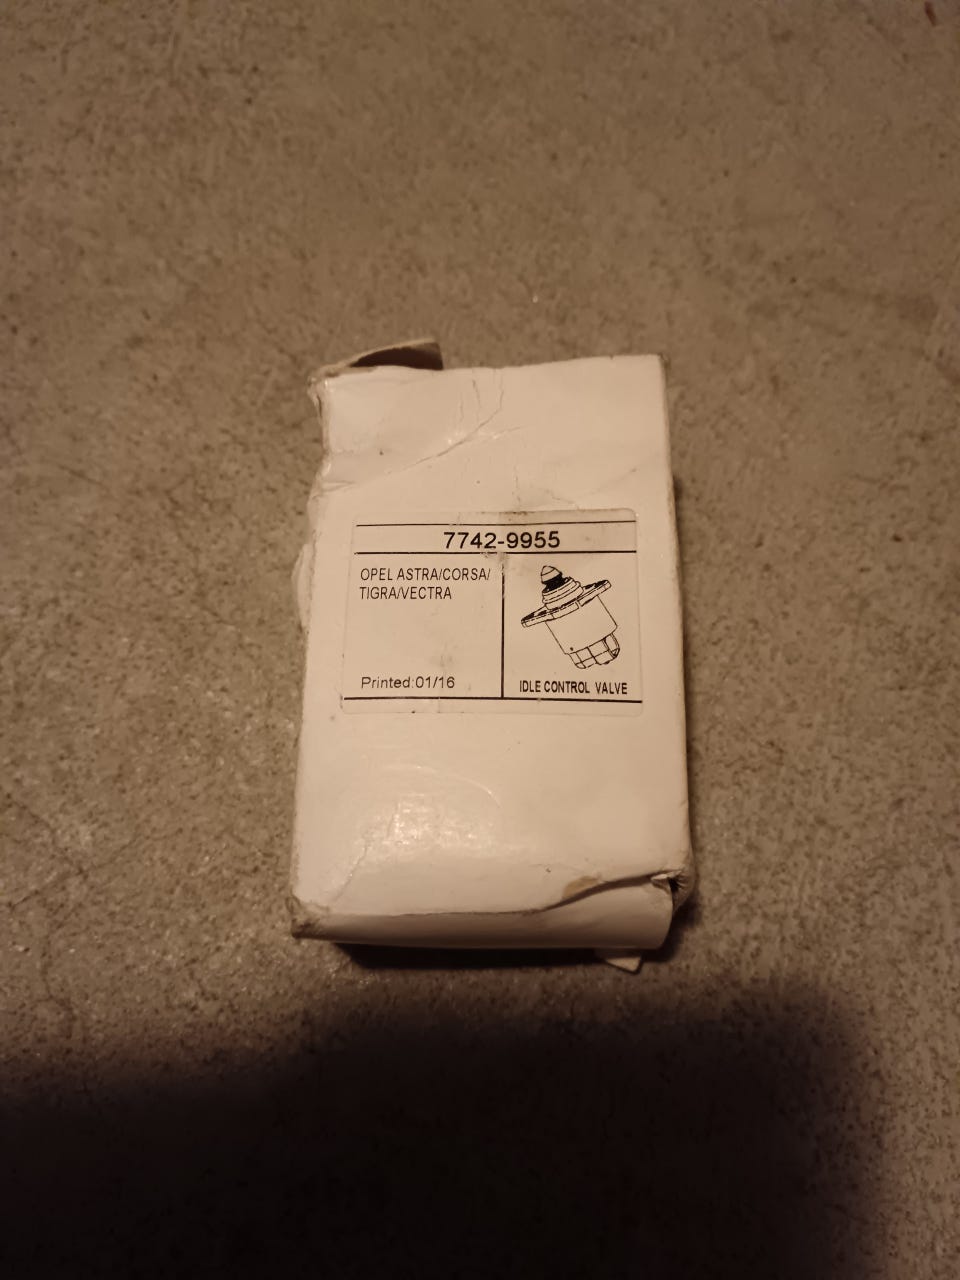 7742-9955
OPEL ASTRA/CORSA/
TIGRA/VECTRA
Printed:01/16
IDLE CONTROL VALVE